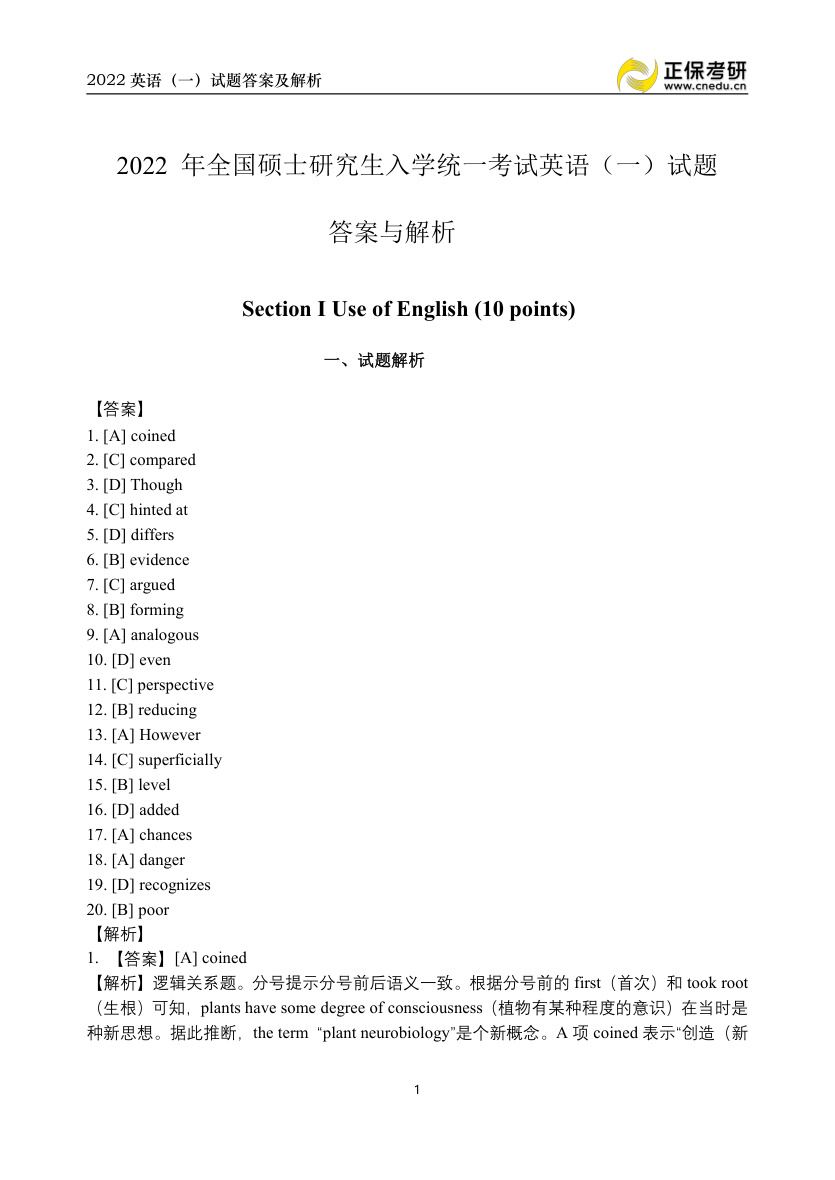 2022 英语（一）试题答案及解析
正保考研
www.cnedu.cn
2022 年全国硕士研究生入学统一考试英语（一）试题
答案与解析
Section I Use of English (10 points)
一、试题解析
【答案】
1. [A] coined
2. [C] compared
3. [D] Though
4. [C] hinted at
5. [D] differs
6. [B] evidence
7. [C] argued
8. [B] forming
9. [A] analogous
10. [D] even
11. [C] perspective
12. [B] reducing
13. [A] However
14. [C] superficially
15. [B] level
16. [D] added
17. [A] chances
18. [A] danger
19. [D] recognizes
20. [B] poor
【解析】
1. 【答案】[A] coined
【解析】逻辑关系题。分号提示分号前后语义一致。根据分号前的 first（首次）和 took root
（生根）可知，plants have some degree of consciousness（植物有某种程度的意识）在当时是
种新思想。据此推断，the term “plant neurobiology”是个新概念。A 项 coined 表示“创造（新
1